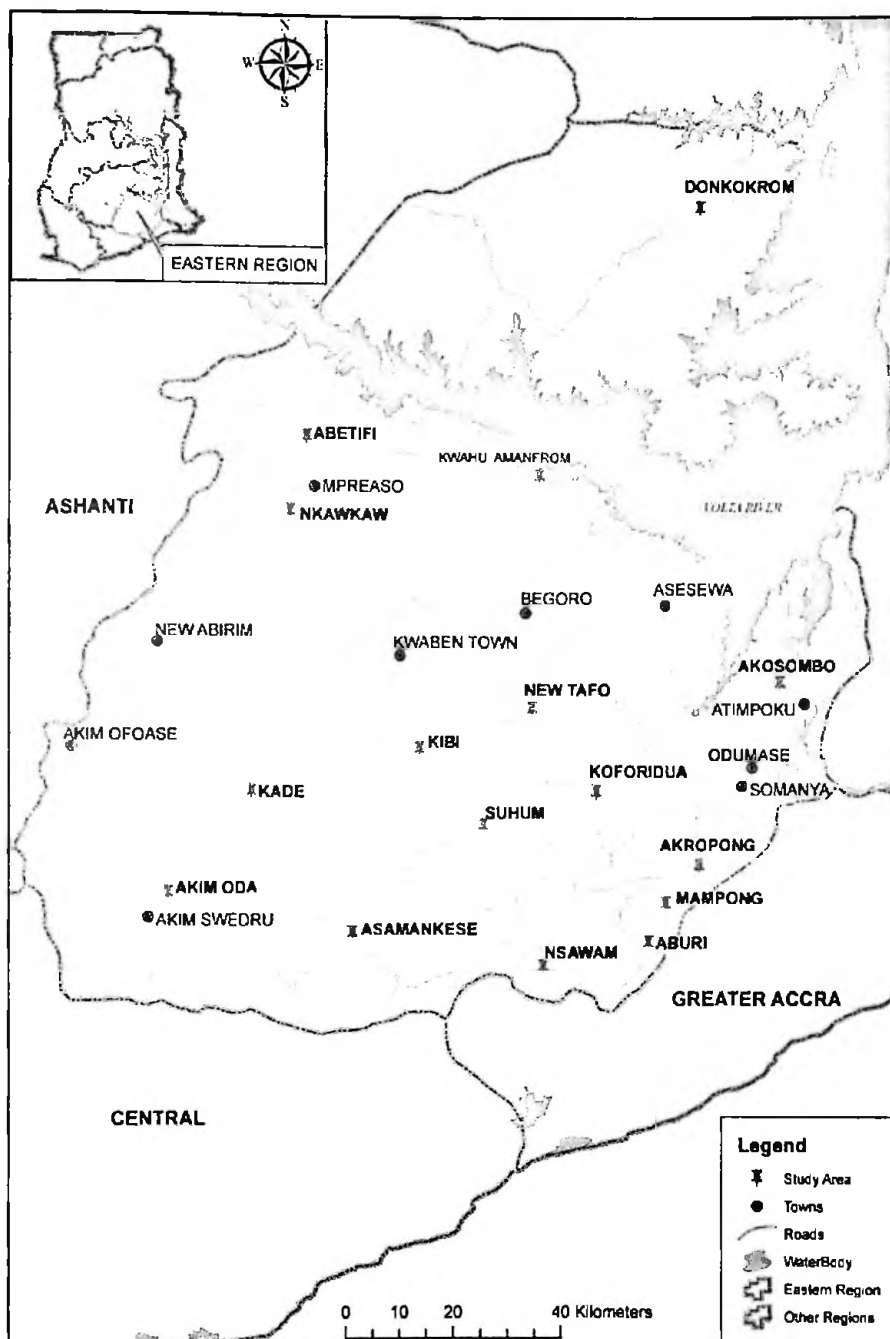 N
W E
S
EASTERN REGION
DONKOKROM
ABETIFI
KWAHU AMANFROM
MPREASO
ASHANTI
NKAWKAW
VOLTA RIVER
BEGORO
ASESEWA
NEW ABIRIM
KWABEN TOWN
AKOSOMBO
NEW TAFO
ATIMPOKU
AKIM OFOASE
KIBI
ODUMASE
KOFORIDUA
KADE
SOMANYA
SUHUM
AKROPONG
AKIM ODA
MAMPONG
AKIM SWEDRU
ASAMANKESE
ABURI
NSAWAM
GREATER ACCRA
CENTRAL
Legend
Study Area
Towns
Roads
WaterBody
Eastern Region
Other Regions
0 10 20 40 Kilometers